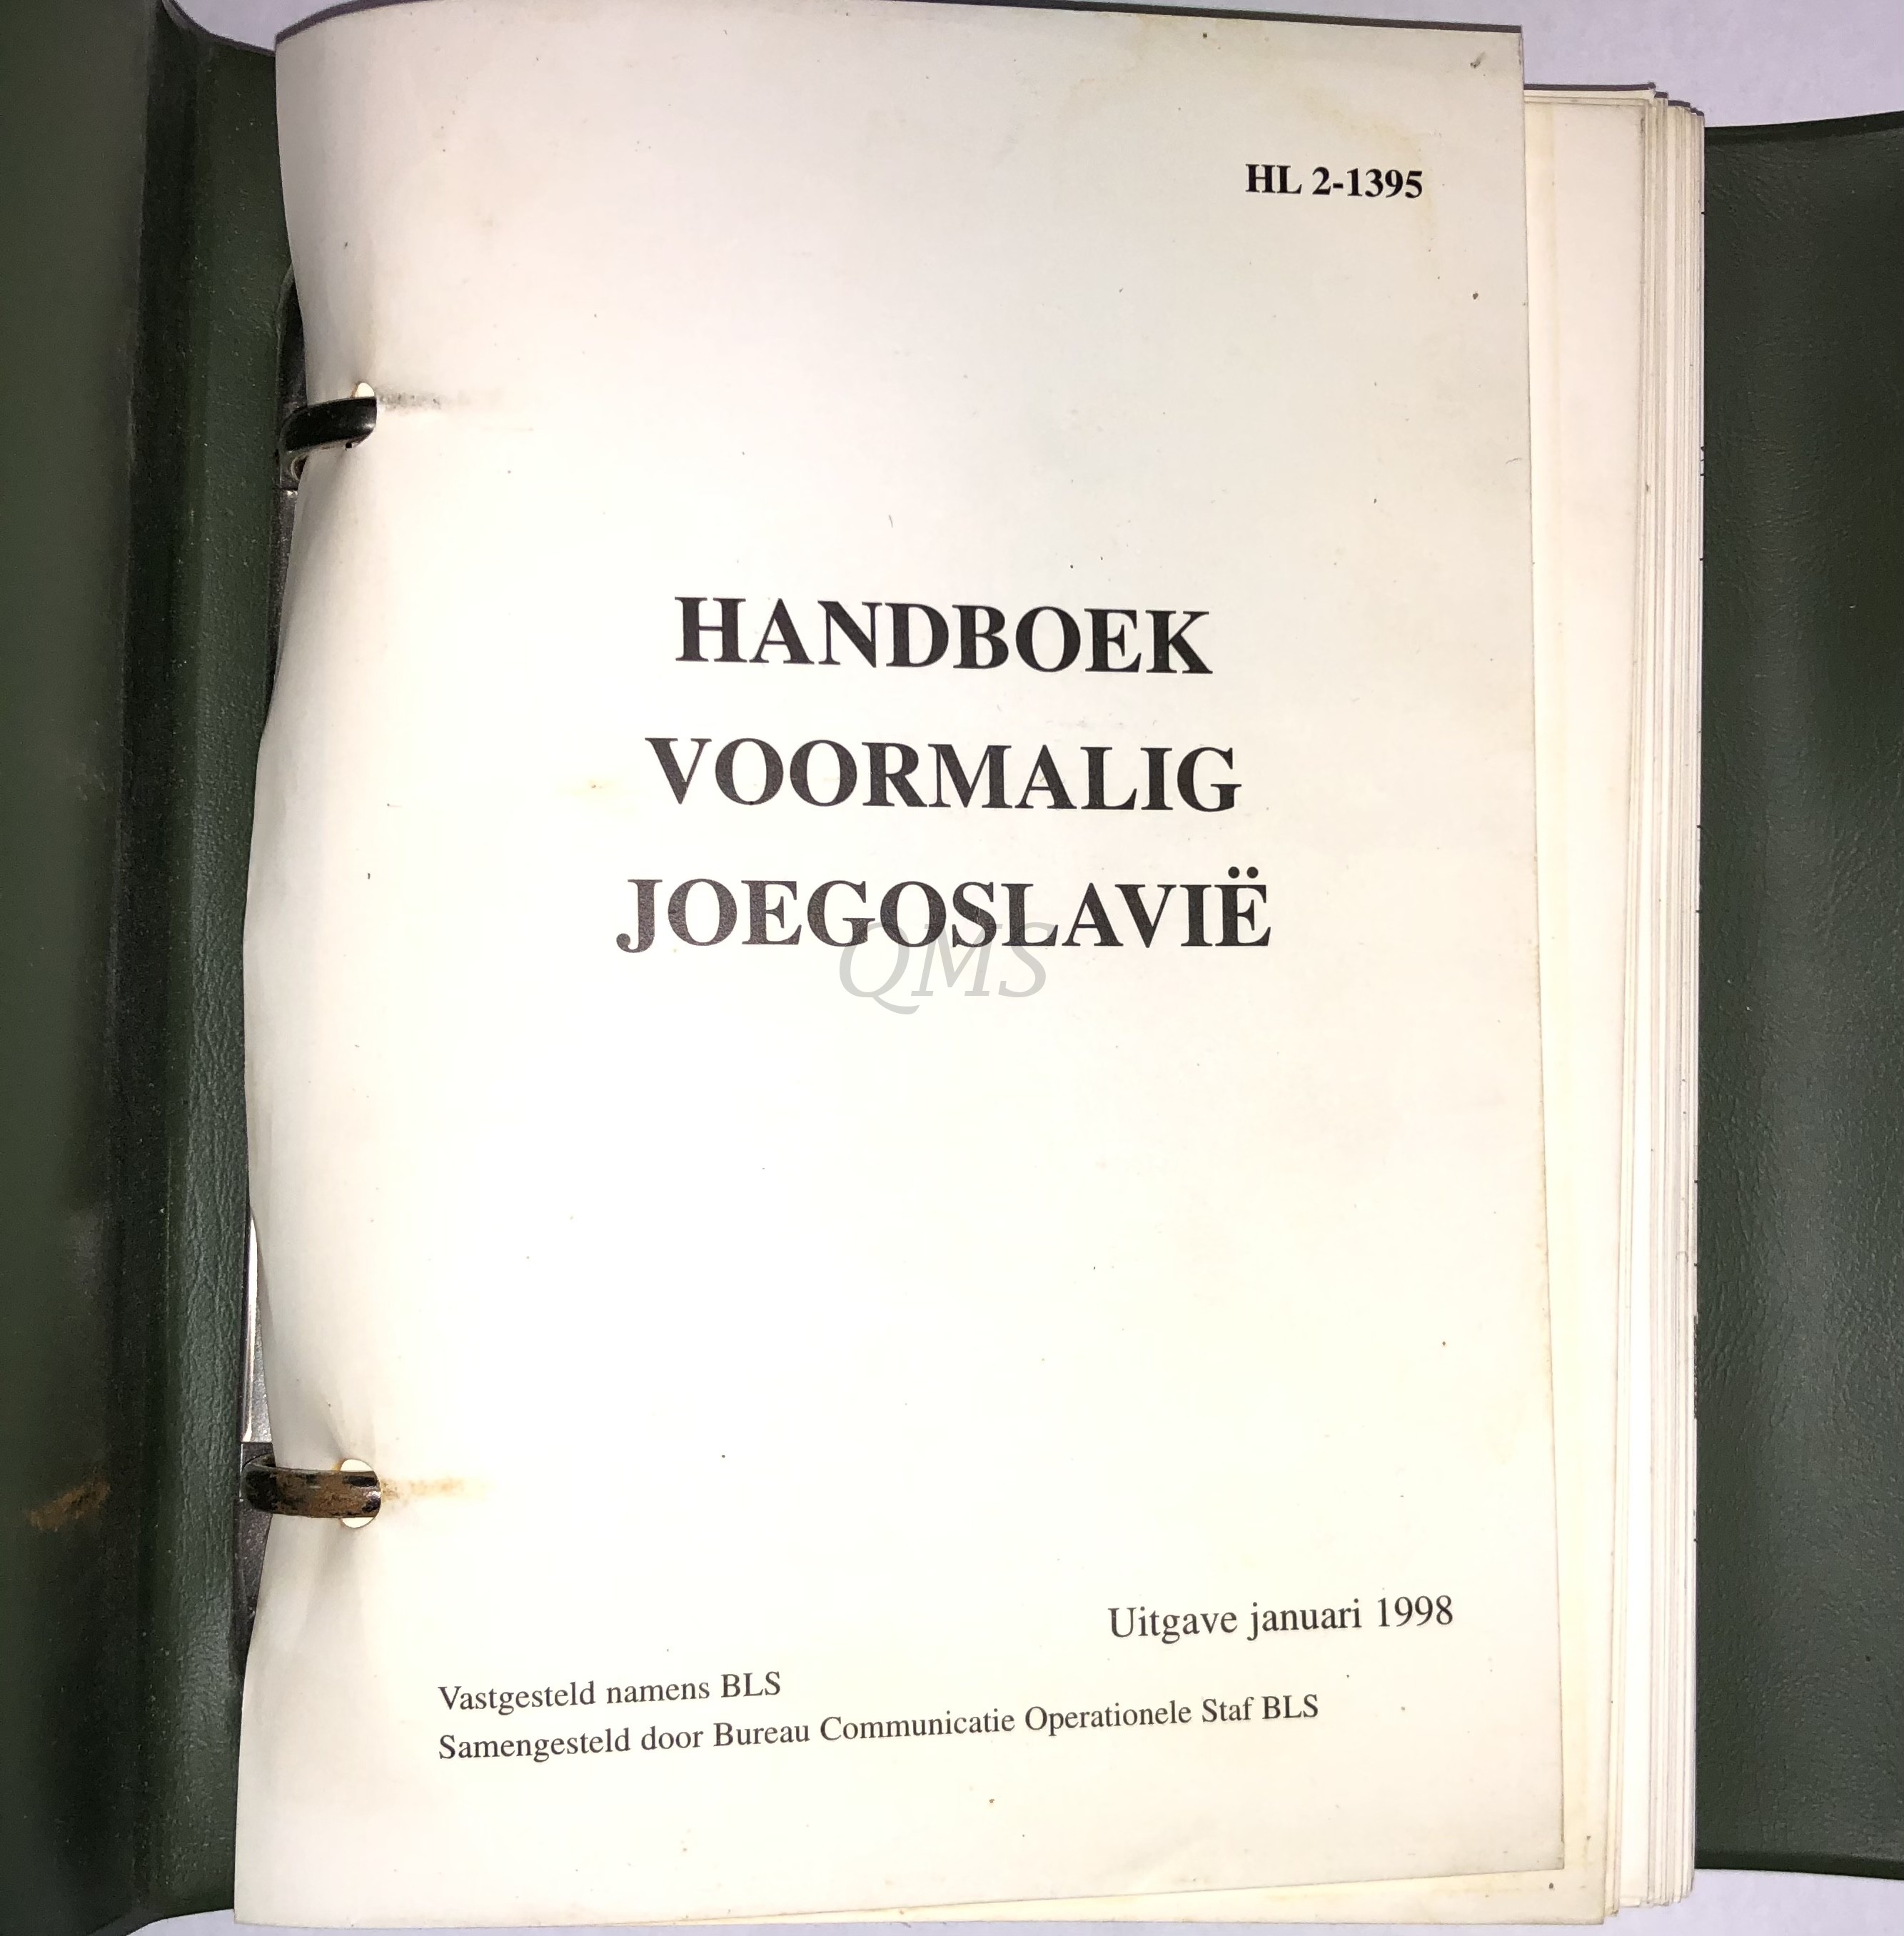 HL 2-1395
HANDBOEK
VOORMALIG
JOEGOSLAVIË
QMS
Uitgave januari 1998
Vastgesteld namens BLS
Samengesteld door Bureau Communicatie Operationele Staf BLS